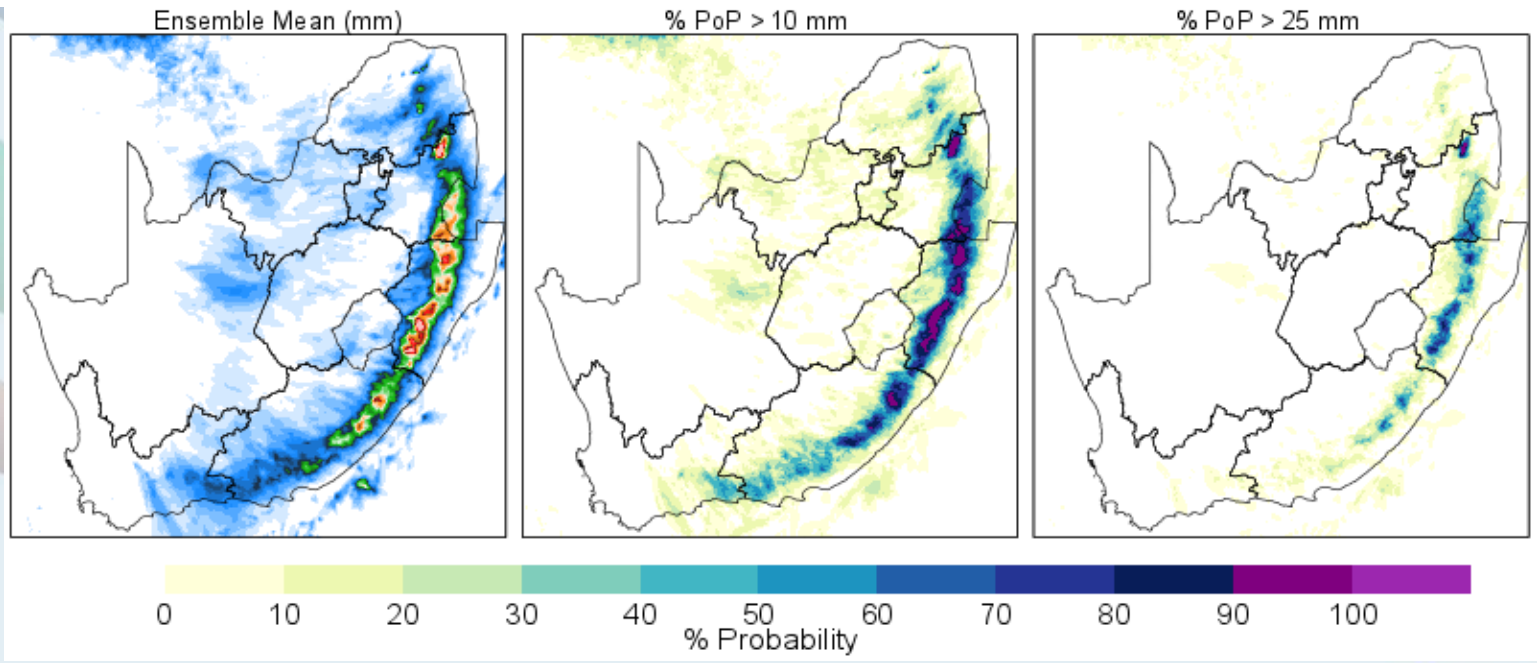 Ensemble Mean (mm)
% PoP > 10 mm
% PoP > 25 mm
0 10 20 30 40 50 60 70 80 90 100
% Probability